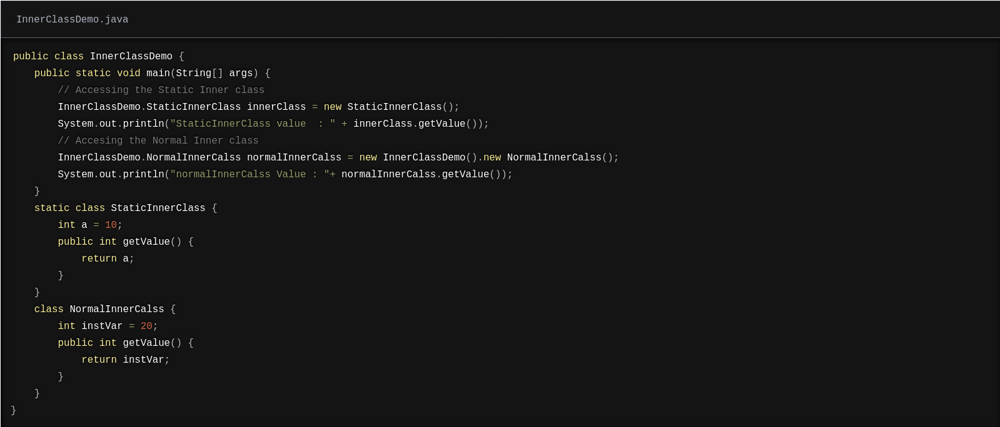 InnerClassDemo.java
public class InnerClassDemo {
    public static void main(String[] args) {
        // Accessing the Static Inner class
        InnerClassDemo.StaticInnerClass innerClass = new StaticInnerClass();
        System.out.println("StaticInnerClass value  : " + innerClass.getValue());
        // Accesing the Normal Inner class
        InnerClassDemo.NormalInnerCalss normalInnerCalss = new InnerClassDemo().new NormalInnerCalss();
        System.out.println("normalInnerCalss Value : "+ normalInnerCalss.getValue());
    }
    static class StaticInnerClass {
        int a = 10;
        public int getValue() {
            return a;
        }
    }
    class NormalInnerCalss {
        int instVar = 20;
        public int getValue() {
            return instVar;
        }
    }
}